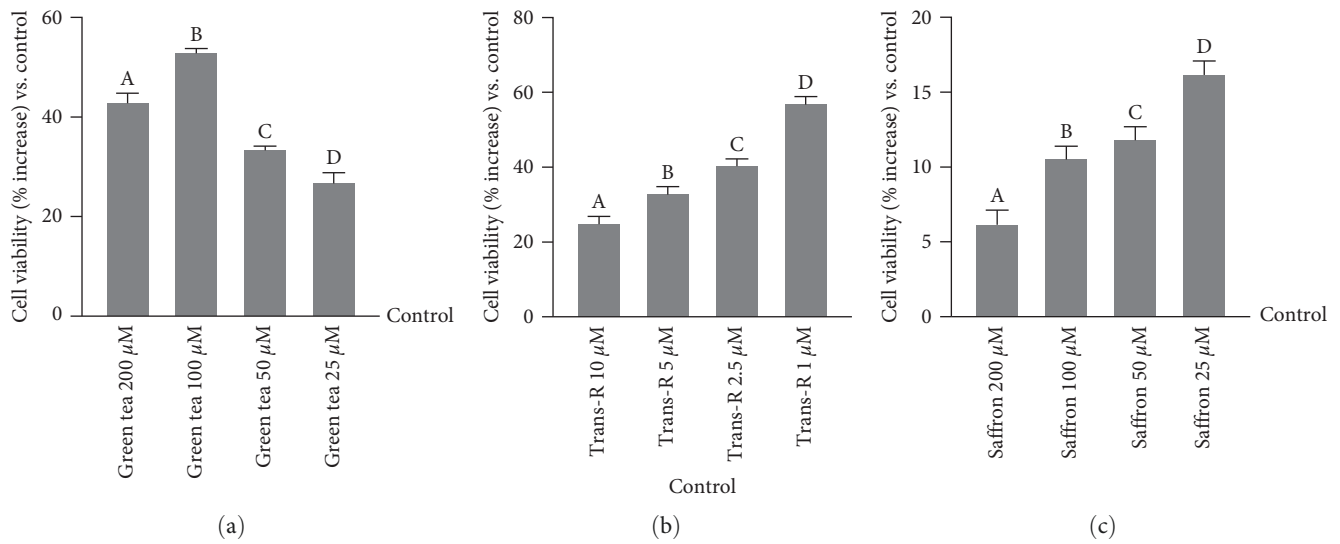 Cell viability (% increase) vs. control
60
40
20
0
A
B
C
D
Control
Green tea 200 μM
Green tea 100 μM
Green tea 50 μM
Green tea 25 μM
(a)
Cell viability (% increase) vs. control
80
60
40
20
0
A
B
C
D
Trans-R 10 μM
Trans-R 5 μM
Trans-R 2.5 μM
Trans-R 1 μM
Control
(b)
Cell viability (% increase) vs. control
20
15
10
5
0
A
B
C
D
Control
Saffron 200 μM
Saffron 100 μM
Saffron 50 μM
Saffron 25 μM
(c)